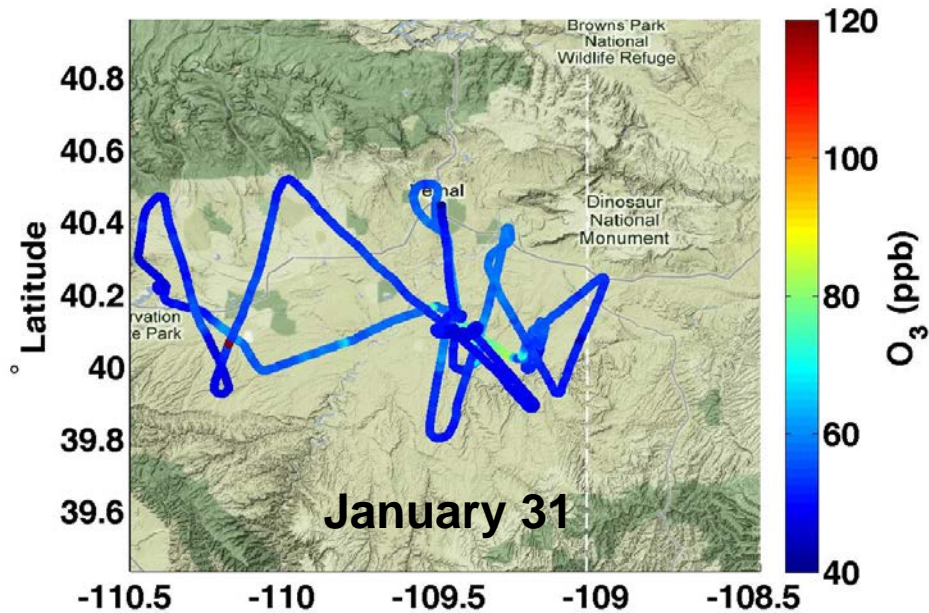 Browns Park
National
Wildlife Refuge
Dinosaur
National
Monument
rvation
e Park
January 31
° Latitude
40.8
40.6
40.4
40.2
40
39.8
39.6
-110.5 -110 -109.5 -109 -108.5
120
100
80
60
40
O3 (ppb)